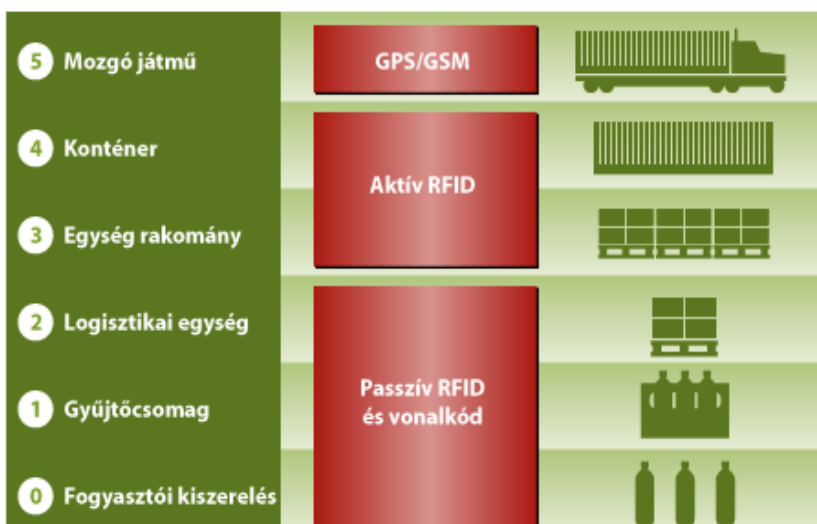 5 Mozgó játmű
GPS/GSM
4 Konténer
Aktív RFID
3 Egység rakomány
2 Logisztikai egység
1 Gyűjtőcsomag
Passzív RFID
és vonalkód
0 Fogyasztói kiszerelés